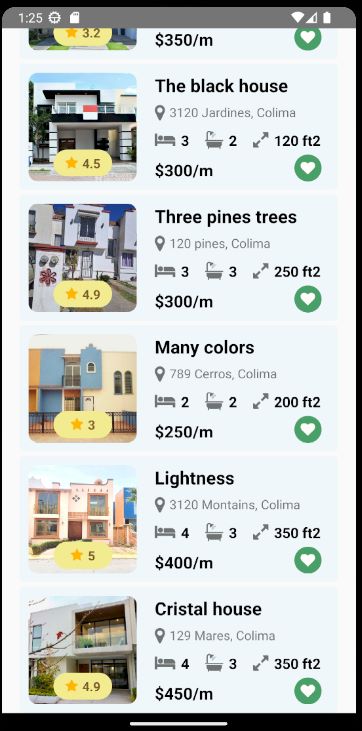 1:25
3.2
$350/m
The black house
3120 Jardines, Colima
3 2 120 ft2
4.5
$300/m
Three pines trees
120 pines, Colima
3 3 250 ft2
4.9
$300/m
Many colors
789 Cerros, Colima
2 2 200 ft2
3
$250/m
Lightness
3120 Montains, Colima
4 3 350 ft2
5
$400/m
Cristal house
129 Mares, Colima
4 3 350 ft2
4.9
$450/m